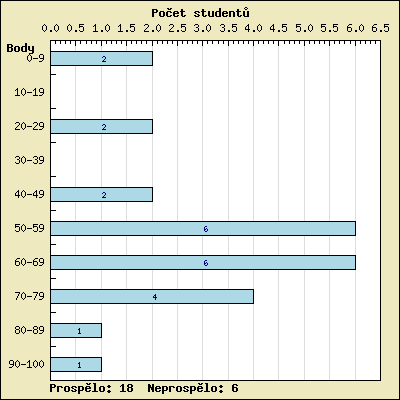 Počet studentů
0.0 0.5 1.0 1.5 2.0 2.5 3.0 3.5 4.0 4.5 5.0 5.5 6.0 6.5
Body
0-9 2
10-19
20-29 2
30-39
40-49 2
50-59 6
60-69 6
70-79 4
80-89 1
90-100 1
Prospělo: 18 Neprospělo: 6